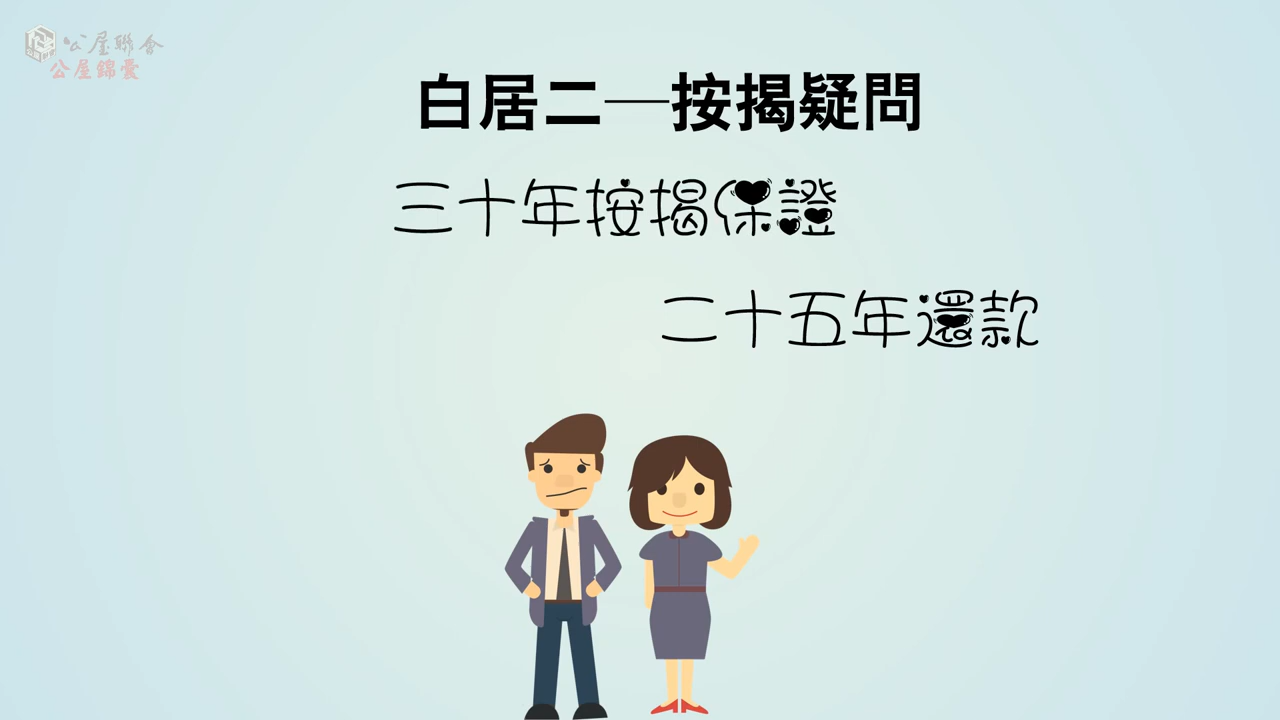 公屋聯會
公屋錦囊
白居二—按揭疑問
三十年按揭保證
二十五年還款